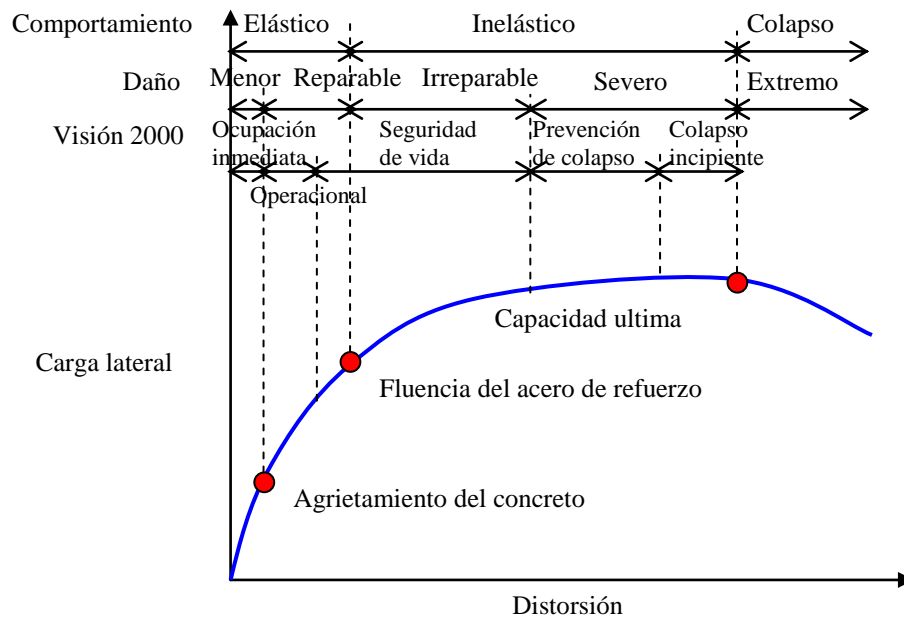 Comportamiento Elástico Inelástico Colapso
Daño Menor Reparable Irreparable Severo Extremo
Visión 2000
Ocupación
inmediata
Operacional
Seguridad
de vida
Prevención
de colapso
Colapso
incipiente
Capacidad ultima
Carga lateral
Fluencia del acero de refuerzo
Agrietamiento del concreto
Distorsión